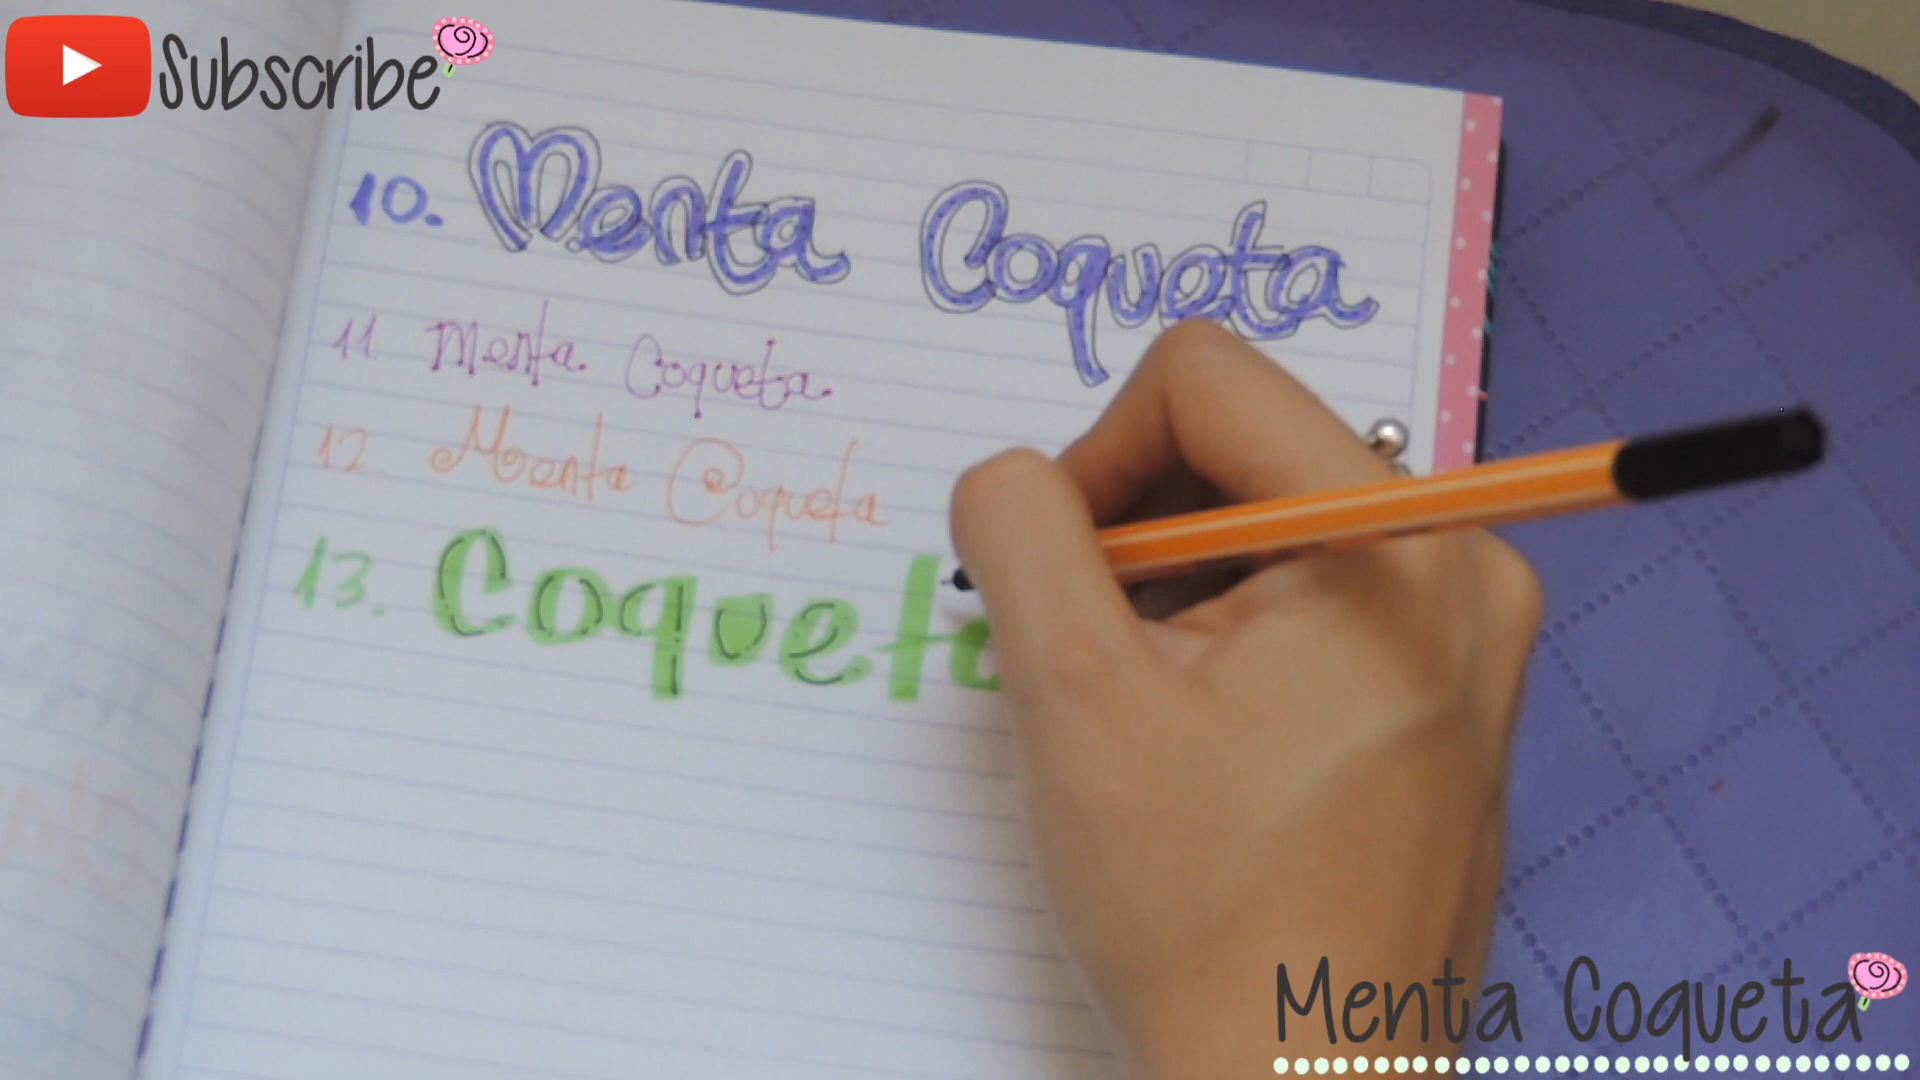 Subscribe
10. Menta Coqueta
11 Menta Coqueta
12. Menta Coqueta
13. Coqueta
Menta Coqueta